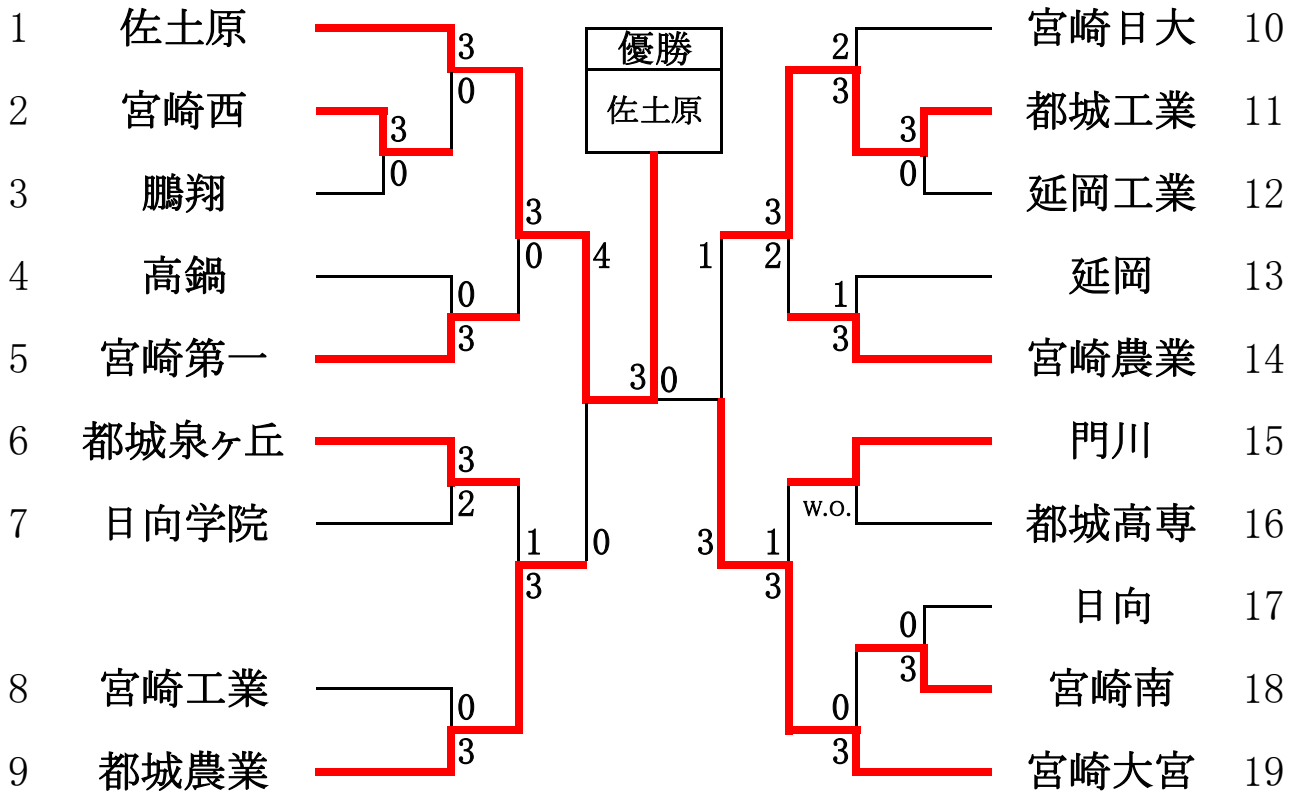 1 佐土原
2 宮崎西
3 鵬翔
4 高鍋
5 宮崎第一
6 都城泉ヶ丘
7 日向学院
8 宮崎工業
9 都城農業
3
0
3
0
3
0
0
3
3
2
1
3
0
3
4
0
優勝
佐土原
3 0
1
3
2
3
3
0
3
2
1
3
w.o.
1
3
0
3
0
3
宮崎日大 10
都城工業 11
延岡工業 12
延岡 13
宮崎農業 14
門川 15
都城高専 16
日向 17
宮崎南 18
宮崎大宮 19